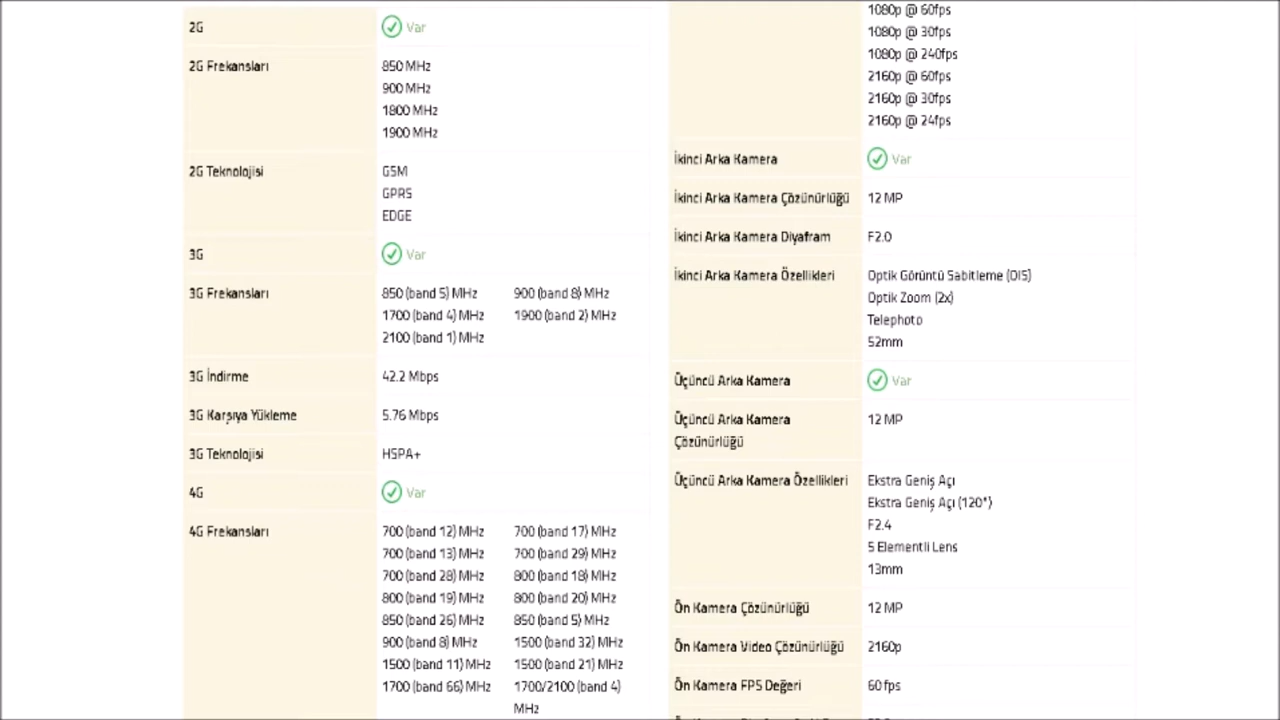 2G
Var
2G Frekansları
850 MHz
900 MHz
1800 MHz
1900 MHz
2G Teknolojisi
GSM
GPRS
EDGE
3G
Var
3G Frekansları
850 (band 5) MHz 900 (band 8) MHz
1700 (band 4) MHz 1900 (band 2) MHz
2100 (band 1) MHz
3G İndirme
42.2 Mbps
3G Karşıya Yükleme
5.76 Mbps
3G Teknolojisi
HSPA+
4G
Var
4G Frekansları
700 (band 12) MHz 700 (band 17) MHz
700 (band 13) MHz 700 (band 29) MHz
700 (band 28) MHz 800 (band 18) MHz
800 (band 19) MHz 800 (band 20) MHz
850 (band 26) MHz 850 (band 5) MHz
900 (band 8) MHz 1500 (band 32) MHz
1500 (band 11) MHz 1500 (band 21) MHz
1700 (band 66) MHz 1700/2100 (band 4)
MHz
1080p @ 60fps
1080p @ 30fps
1080p @ 240fps
2160p @ 60fps
2160p @ 30fps
2160p @ 24fps
İkinci Arka Kamera
Var
İkinci Arka Kamera Çözünürlüğü
12 MP
İkinci Arka Kamera Diyafram
F2.0
İkinci Arka Kamera Özellikleri
Optik Görüntü Sabitleme (OIS)
Optik Zoom (2x)
Telephoto
52mm
Üçüncü Arka Kamera
Var
Üçüncü Arka Kamera
Çözünürlüğü
12 MP
Üçüncü Arka Kamera Özellikleri
Ekstra Geniş Açı
Ekstra Geniş Açı (120°)
F2.4
5 Elementli Lens
13mm
Ön Kamera Çözünürlüğü
12 MP
Ön Kamera Video Çözünürlüğü
2160p
Ön Kamera FPS Değeri
60 fps